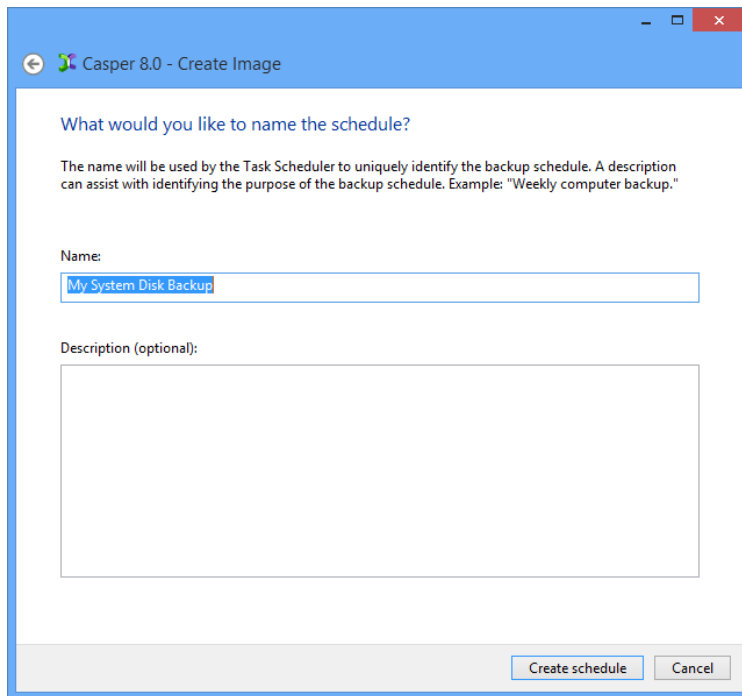 Casper 8.0 - Create Image
What would you like to name the schedule?
The name will be used by the Task Scheduler to uniquely identify the backup schedule. A description
can assist with identifying the purpose of the backup schedule. Example: "Weekly computer backup."
Name:
My System Disk Backup
Description (optional):
Create schedule
Cancel